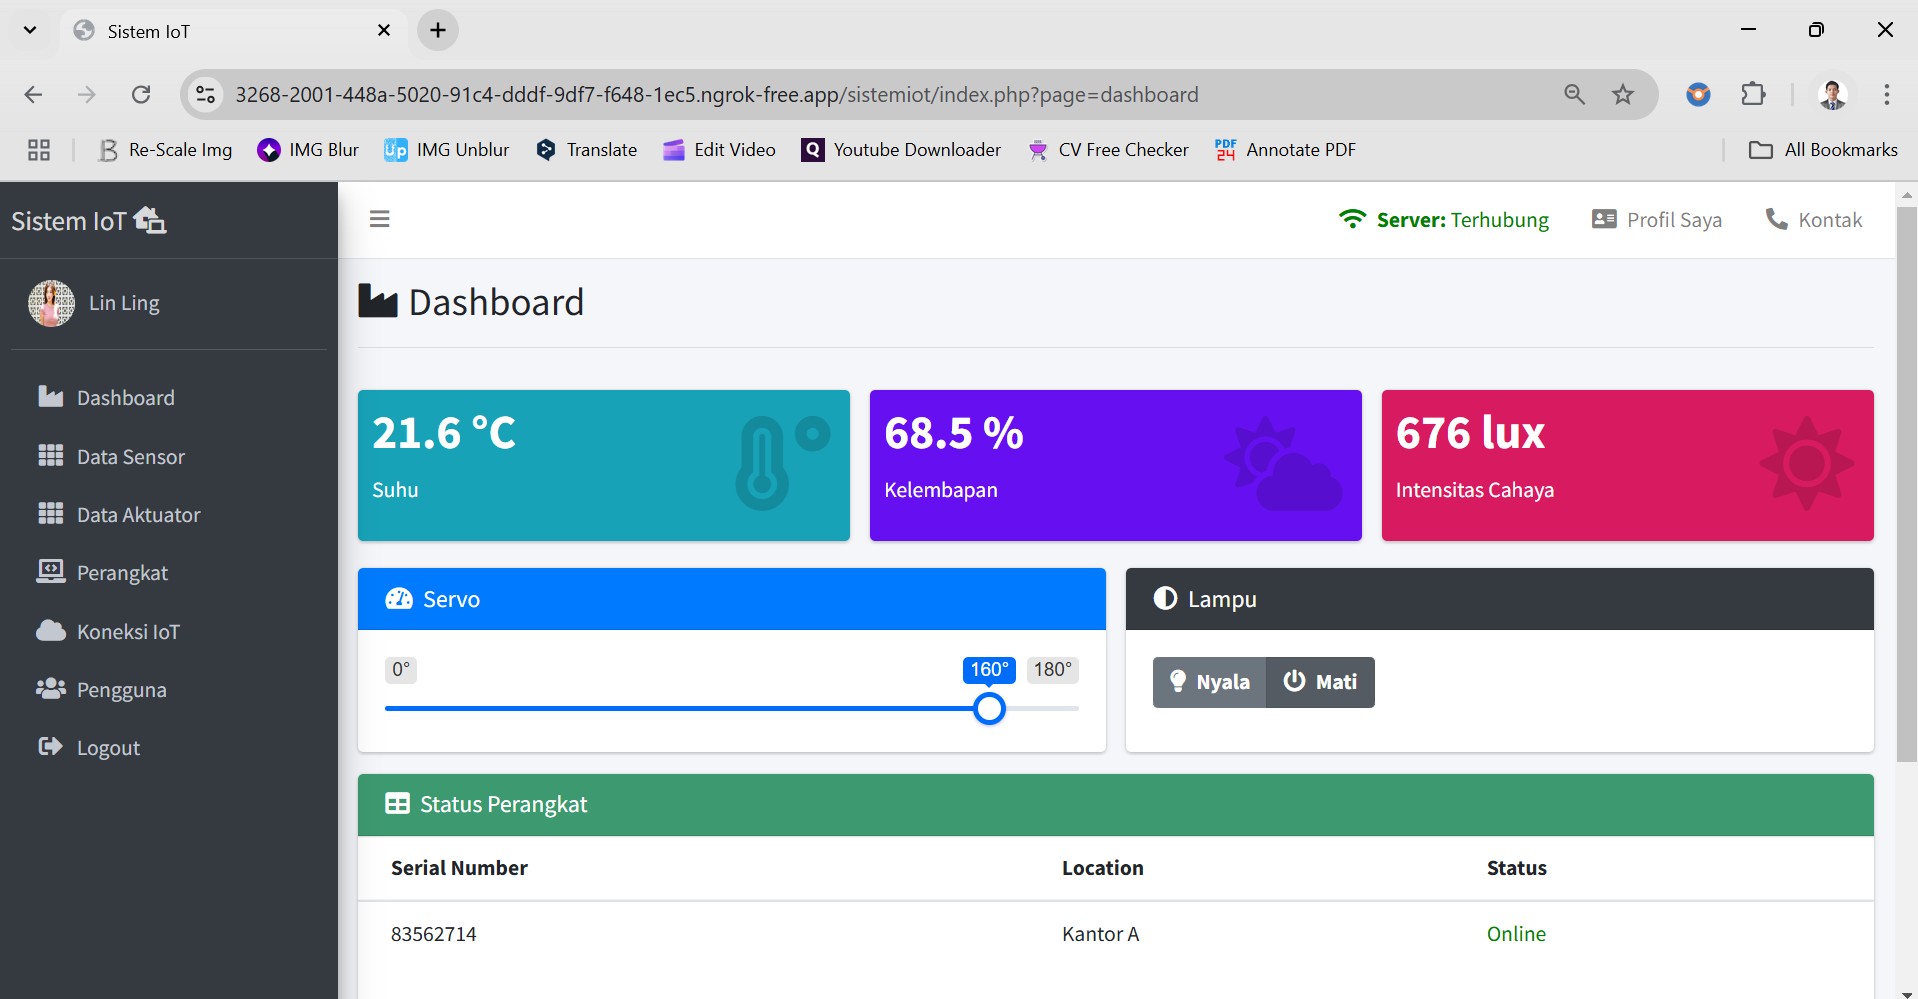 Sistem IoT
3268-2001-448a-5020-91c4-dddf-9df7-f648-1ec5.ngrok-free.app/sistemiot/index.php?page=dashboard
Re-Scale Img IMG Blur Up IMG Unblur Translate Edit Video Q Youtube Downloader CV Free Checker PDF 24 Annotate PDF All Bookmarks
Sistem IoT
Server: Terhubung Profil Saya Kontak
Lin Ling
Dashboard
Data Sensor
Data Aktuator
Perangkat
Koneksi IoT
Pengguna
Logout
Dashboard
21.6 °C
Suhu
68.5 %
Kelembapan
676 lux
Intensitas Cahaya
Servo
0° 160° 180°
Lampu
Nyala Mati
Status Perangkat
Serial Number Location Status
83562714 Kantor A Online